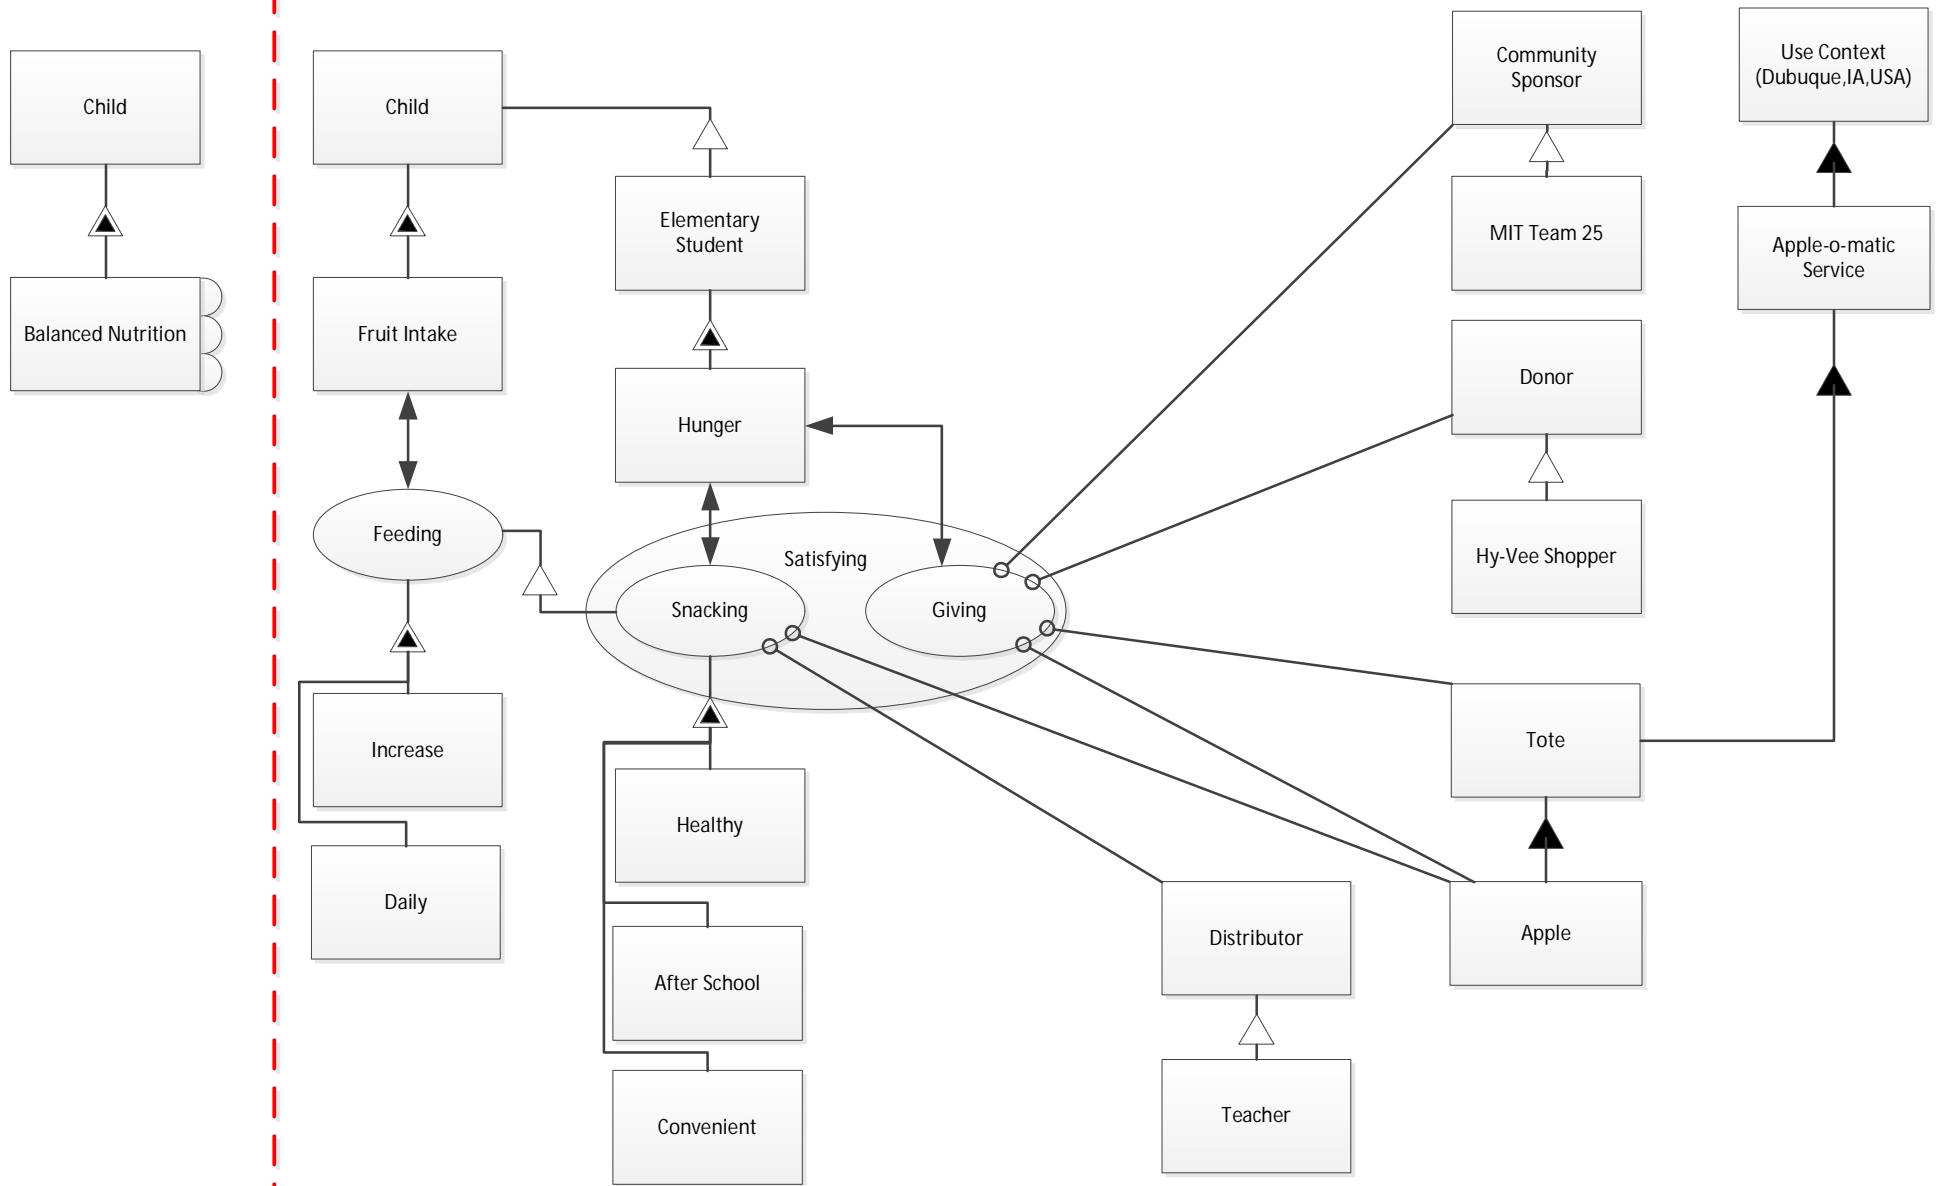 Child
Balanced Nutrition
Child
Fruit Intake
Feeding
Increase
Daily
Elementary
Student
Hunger
Satisfying
Snacking
Giving
Healthy
After School
Convenient
Community
Sponsor
MIT Team 25
Donor
Hy-Vee Shopper
Tote
Apple
Distributor
Teacher
Use Context
(Dubuque,IA,USA)
Apple-o-matic
Service